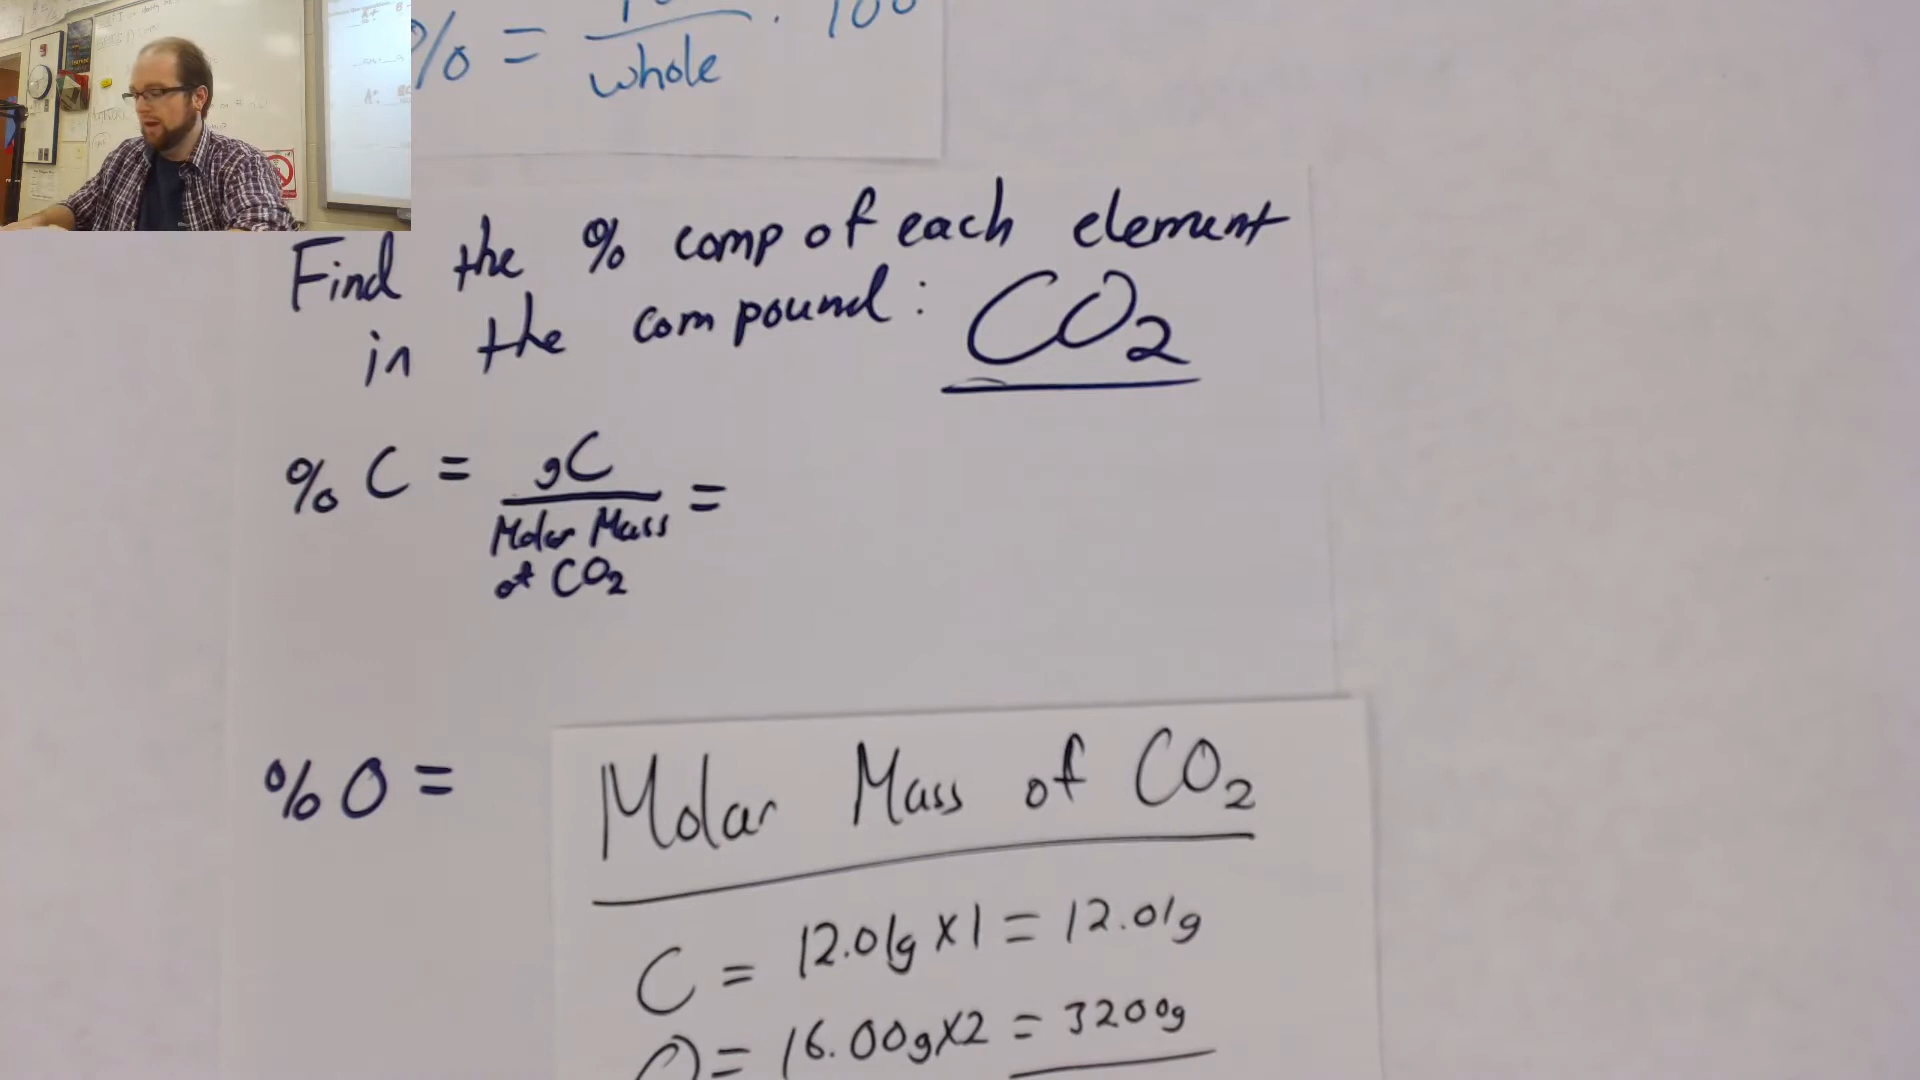 % = whole . 100
Find the % comp of each element
in the compound: CO₂
% C = gC / Molar Mass of CO₂ =
% O =
Molar Mass of CO₂
C = 12.01g x 1 = 12.01g
O = 16.00g x 2 = 32.00g